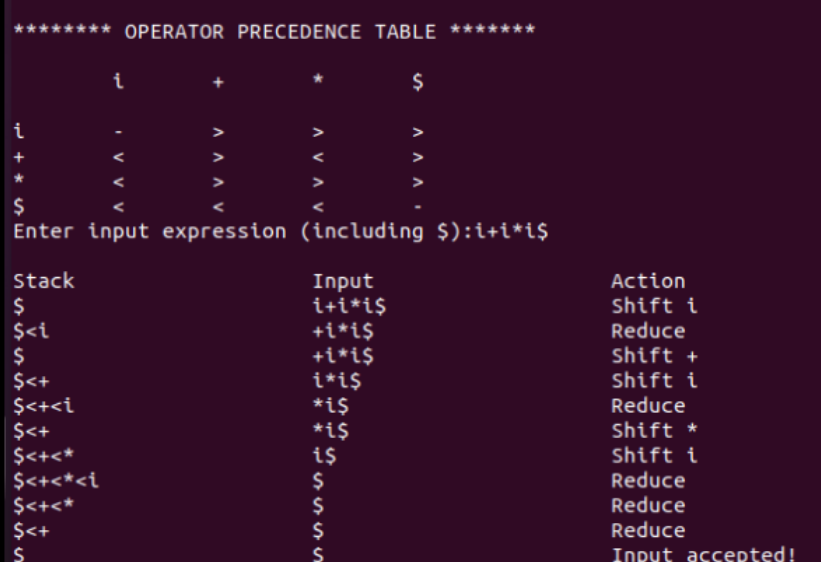 ******** OPERATOR PRECEDENCE TABLE *******
i + * $
i - > > >
+ < > < >
* < > > >
$ < < < -
Enter input expression (including $):i+i*i$
Stack Input Action
$ i+i*i$ Shift i
$<i +i*i$ Reduce
$ +i*i$ Shift +
$<+ i*i$ Shift i
$<+<i *i$ Reduce
$<+ *i$ Shift *
$<+<* i$ Shift i
$<+<*<i $ Reduce
$<+<* $ Reduce
$<+ $ Reduce
$ $ Input accepted!